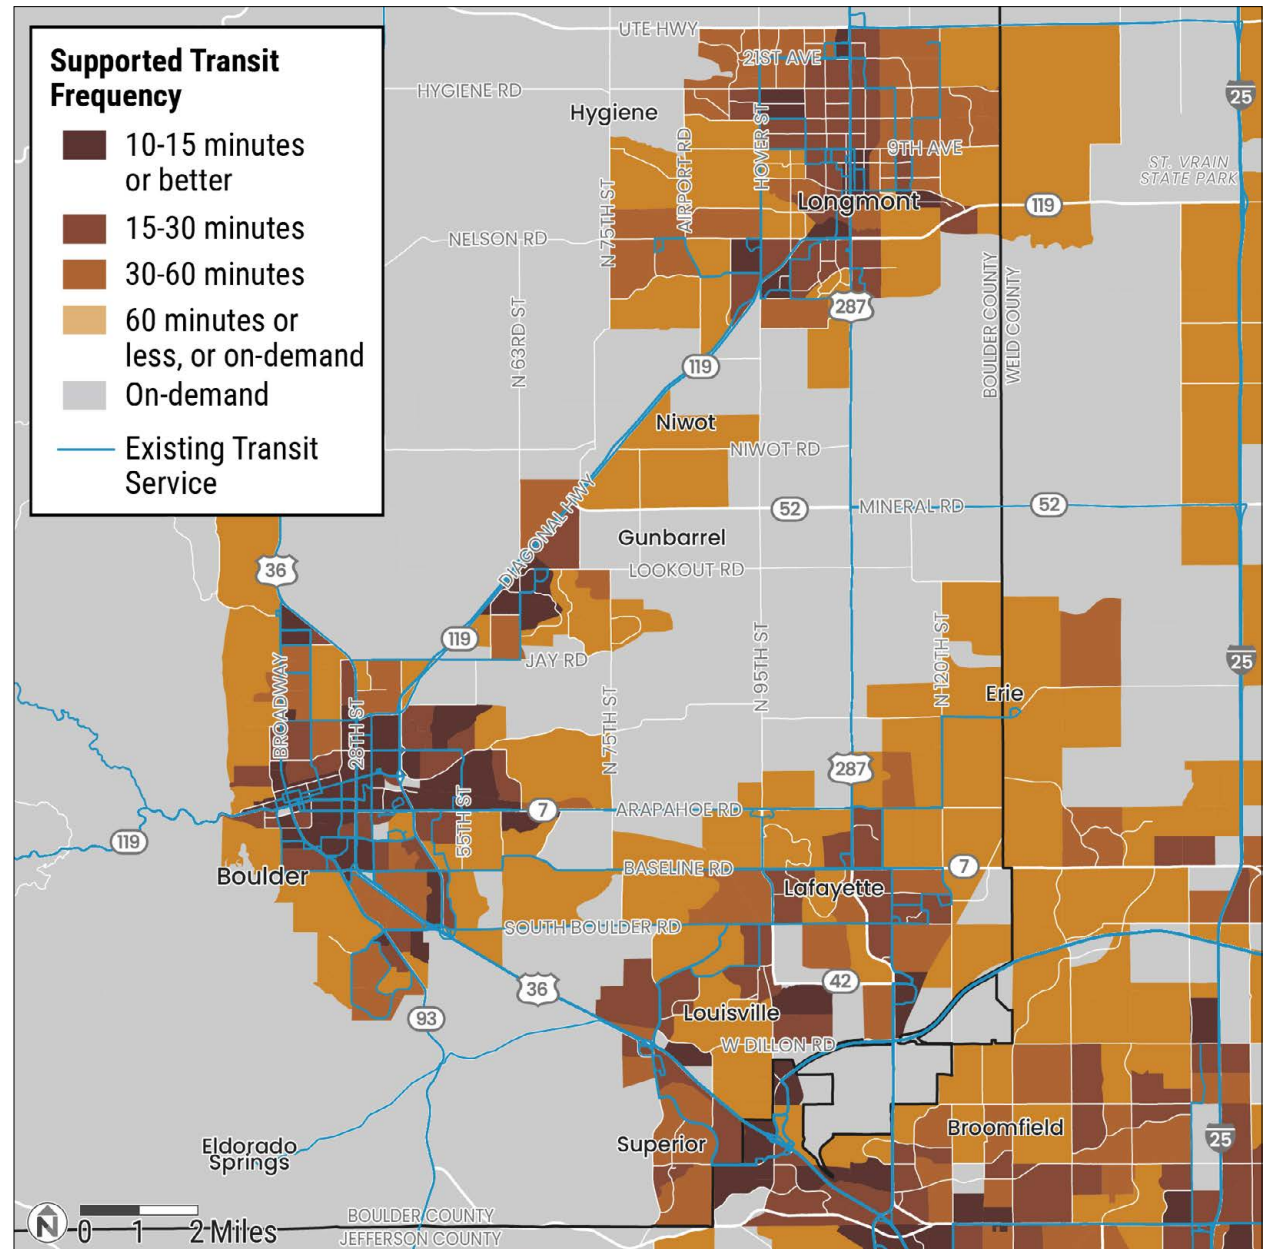 Supported Transit
Frequency
10-15 minutes
or better
15-30 minutes
30-60 minutes
60 minutes or
less, or on-demand
On-demand
Existing Transit
Service
UTE HWY
21ST AVE
HYGIENE RD
Hygiene
25
HOVER ST
AIRPORT RD
9TH AVE
ST. VRAIN
STATE PARK
N 75TH ST
Longmont
119
NELSON RD
BOULDER COUNTY
WELD COUNTY
287
N 63RD ST
119
Niwot
NIWOT RD
DIAGONAL HWY
52
MINERAL RD
52
Gunbarrel
36
LOOKOUT RD
119
JAY RD
N 95TH ST
N 120TH ST
25
BROADWAY
28TH ST
N 75TH ST
Erie
287
55TH ST
7
ARAPAHOE RD
119
Boulder
BASELINE RD
7
Lafayette
SOUTH BOULDER RD
36
42
93
Louisville
W DILLON RD
Eldorado
Springs
Superior
Broomfield
25
N
0 1 2 Miles
BOULDER COUNTY
JEFFERSON COUNTY